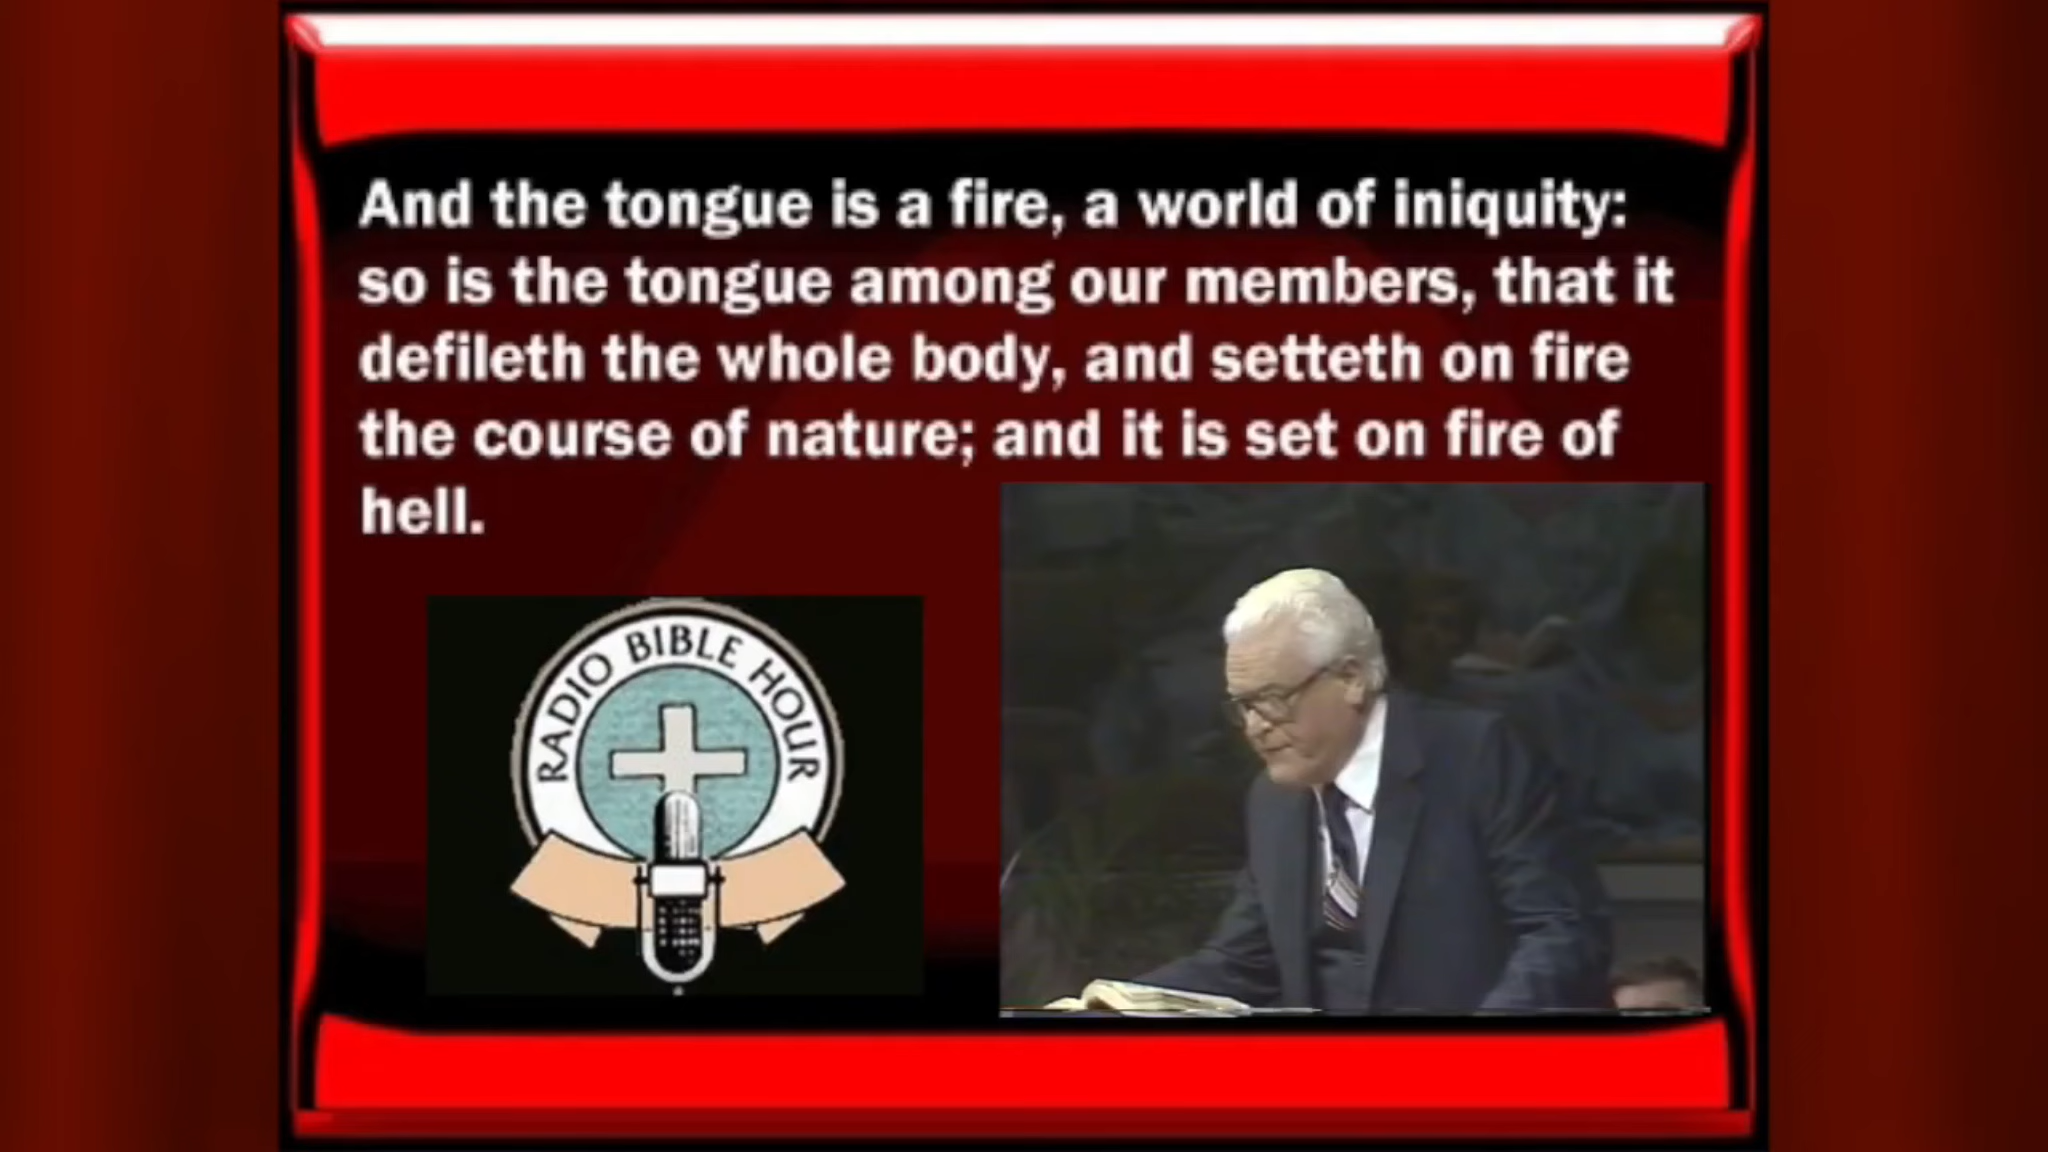 And the tongue is a fire, a world of iniquity:
so is the tongue among our members, that it
defileth the whole body, and setteth on fire
the course of nature; and it is set on fire of
hell.
RADIO BIBLE HOUR